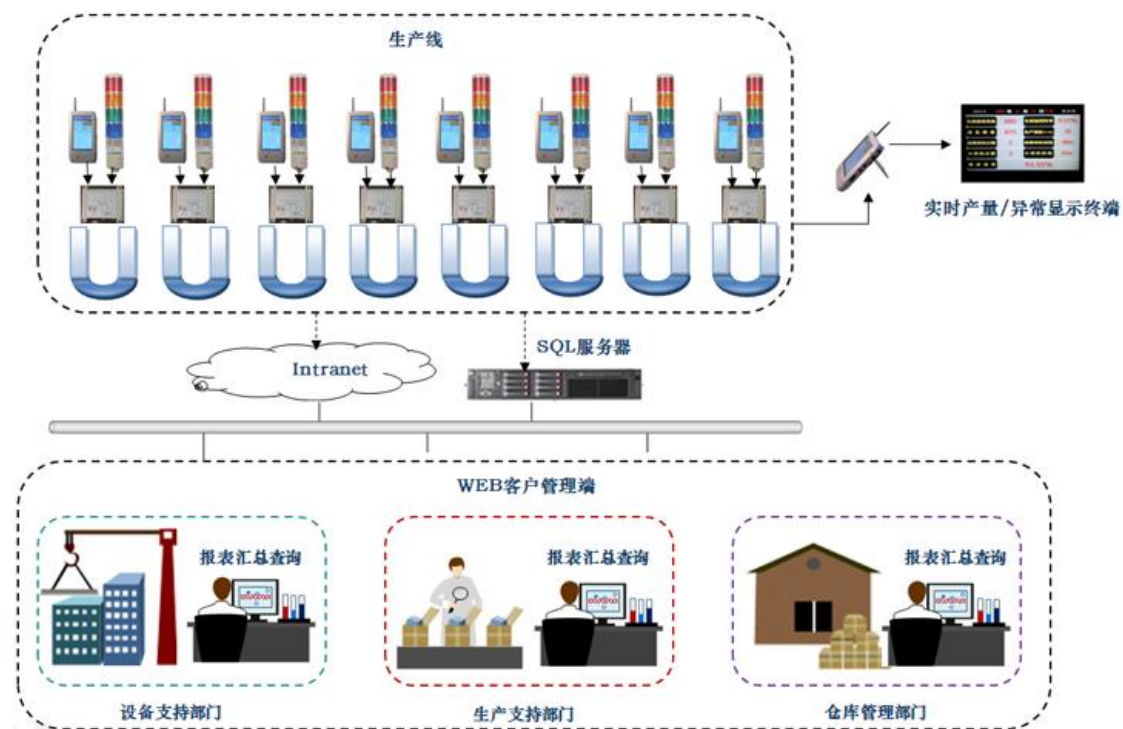 生产线
实时产量/异常显示终端
SQL服务器
Intranet
WEB客户管理端
报表汇总查询
报表汇总查询
报表汇总查询
设备支持部门
生产支持部门
仓库管理部门